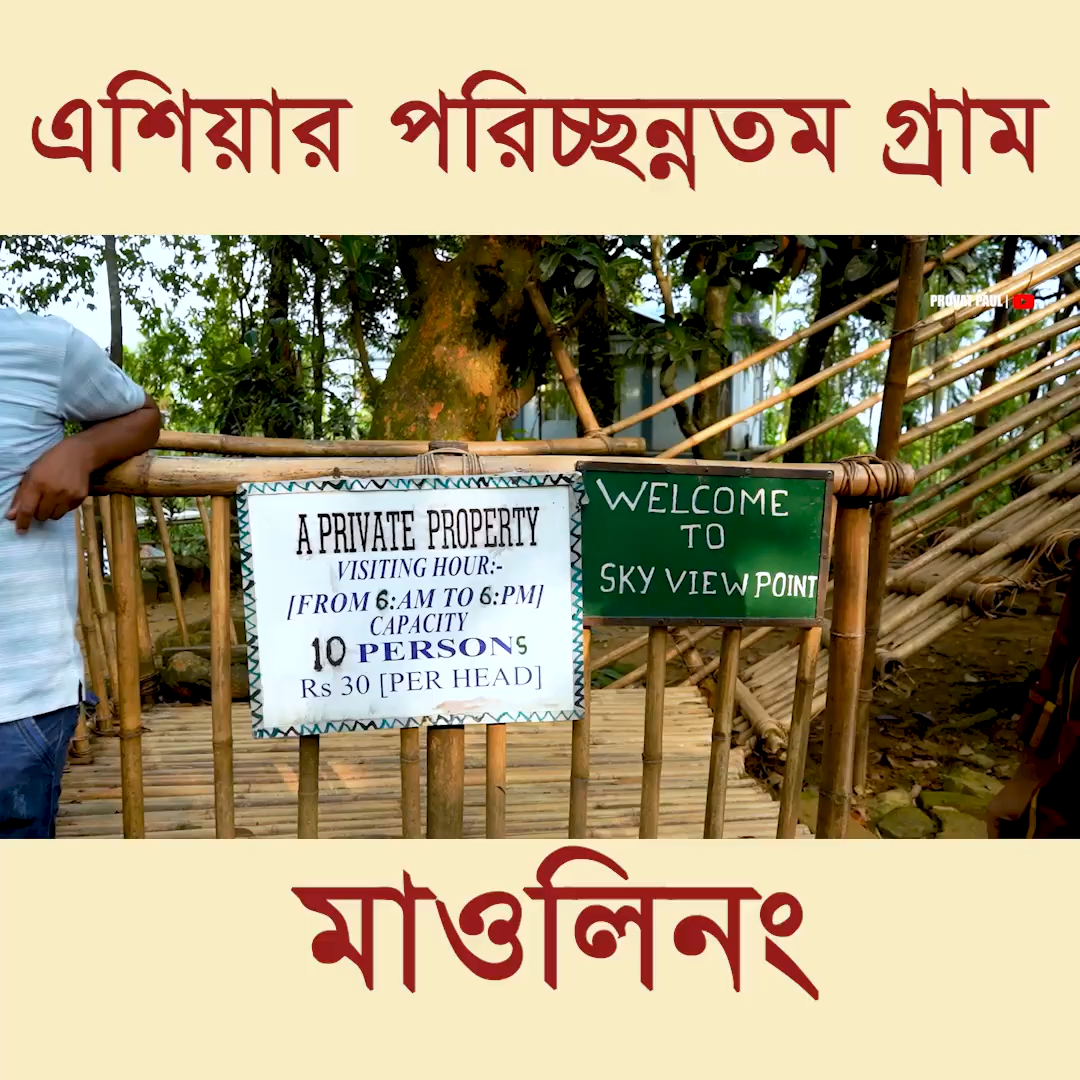 এশিয়ার পরিচ্ছন্নতম গ্রাম
PROVAT PAUL |
A PRIVATE PROPERTY
VISITING HOUR:-
[FROM 6:AM TO 6:PM]
CAPACITY
10 PERSONS
Rs 30 [PER HEAD]
WELCOME
TO
SKY VIEW POINT
মাওলিনং